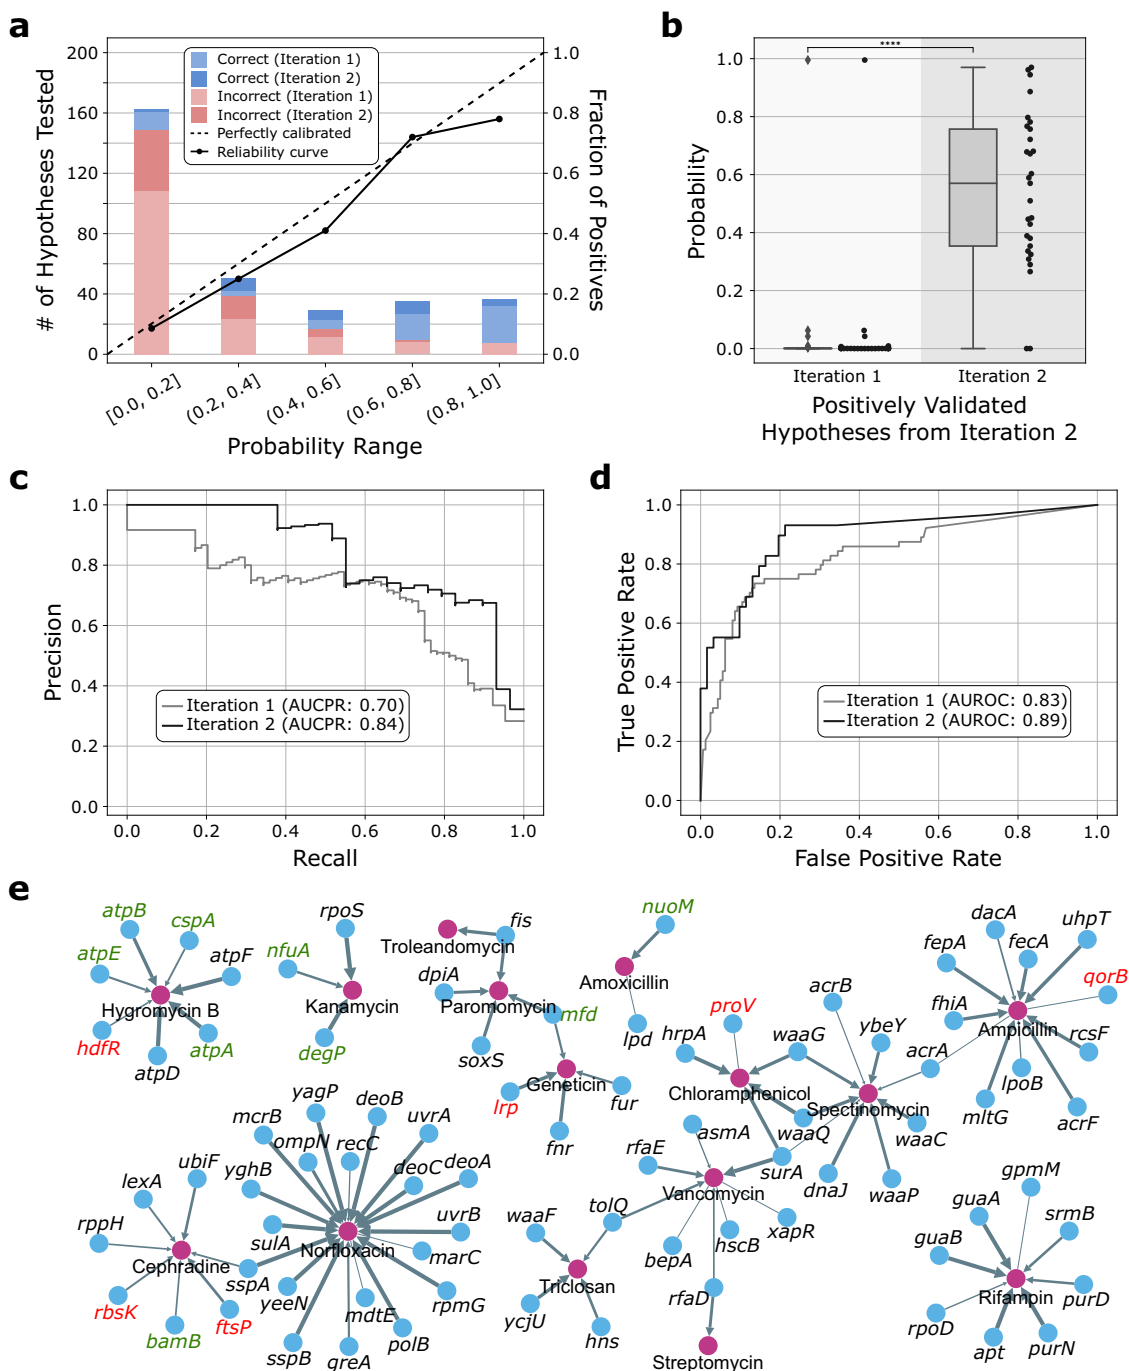 a
200
160
120
80
40
0
# of Hypotheses Tested
Correct (Iteration 1)
Correct (Iteration 2)
Incorrect (Iteration 1)
Incorrect (Iteration 2)
Perfectly calibrated
Reliability curve
1.0
0.8
0.6
0.4
0.2
0.0
Fraction of Positives
[0.0, 0.2]
(0.2, 0.4]
(0.4, 0.6]
(0.6, 0.8]
(0.8, 1.0]
Probability Range
b
****
1.0
0.8
0.6
0.4
0.2
0.0
Probability
Iteration 1
Iteration 2
Positively Validated
Hypotheses from Iteration 2
c
1.0
0.8
0.6
0.4
0.2
0.0
Precision
Iteration 1 (AUCPR: 0.70)
Iteration 2 (AUCPR: 0.84)
0.0 0.2 0.4 0.6 0.8 1.0
Recall
d
1.0
0.8
0.6
0.4
0.2
0.0
True Positive Rate
Iteration 1 (AUROC: 0.83)
Iteration 2 (AUROC: 0.89)
0.0 0.2 0.4 0.6 0.8 1.0
False Positive Rate
e
atpB
cspA
atpE
atpF
Hygromycin B
hdfR
atpA
atpD
rpoS
nfuA
Kanamycin
degP
fis
Troleandomycin
dpiA
Paromomycin
mfd
soxS
Geneticin
lrp
fur
fnr
nuoM
Amoxicillin
lpd
proV
hrpA
waaG
Chloramphenicol
waaQ
surA
acrB
ybeY
acrA
Spectinomycin
waaC
dnaJ
waaP
dacA
uhpT
fepA
fecA
qorB
fhiA
Ampicillin
rcsF
lpoB
mltG
acrF
ubiF
lexA
rppH
Cephradine
sspA
rbsK
bamB
ftsP
yagP
deoB
mcrB
uvrA
ompN
recC
yghB
deoC
deoA
sulA
Norfloxacin
uvrB
marC
yeeN
mdtE
rpmG
sspB
polB
greA
waaF
tolQ
Triclosan
ycjU
hns
asmA
rfaE
Vancomycin
xapR
hscB
bepA
rfaD
Streptomycin
gpmM
guaA
srmB
guaB
Rifampin
purD
rpoD
apt
purN